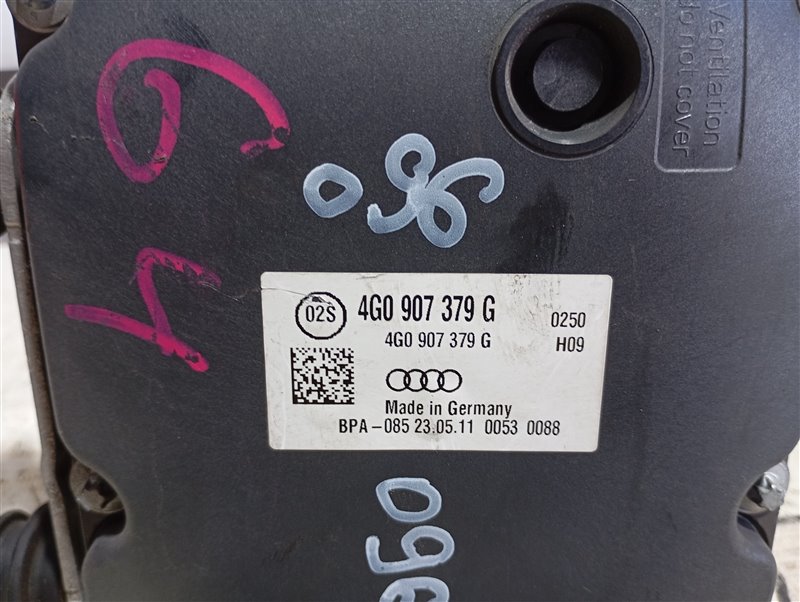 Ventilation
do not cover
02S
4G0 907 379 G
0250
4G0 907 379 G
H09
Made in Germany
BPA-085 23.05.11 0053 0088